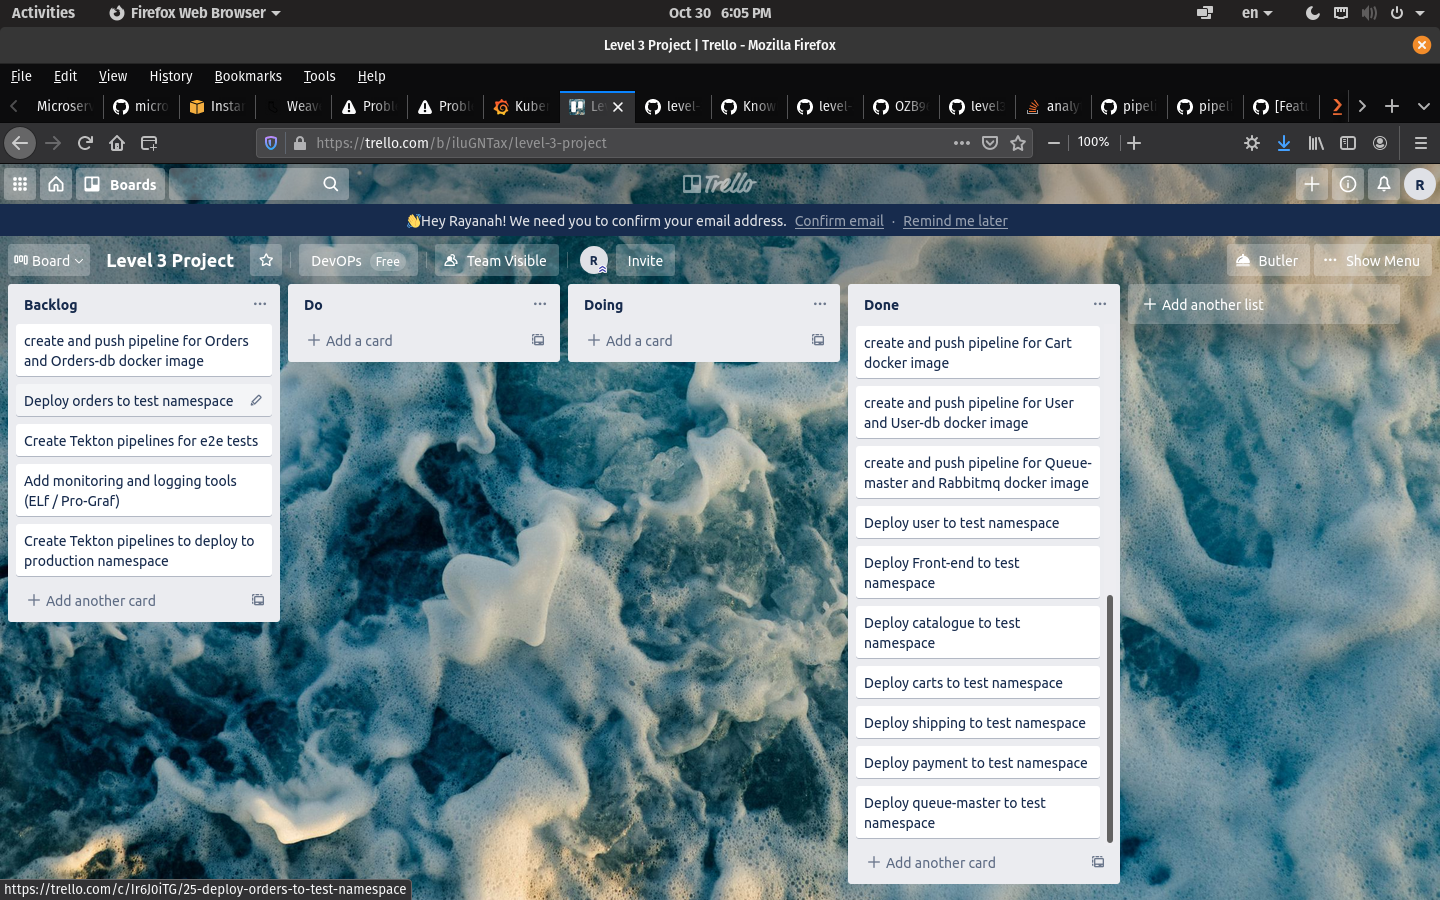 Activities Firefox Web Browser Oct 30 6:05 PM en
Level 3 Project | Trello - Mozilla Firefox
File Edit View History Bookmarks Tools Help
Microserv micro Instan Weave Proble Proble Kuber Le level- Know level- OZB9e level3 analy pipeli pipeli [Featu
https://trello.com/b/iluGNTax/level-3-project 100%
Boards Trello R
👋Hey Rayanah! We need you to confirm your email address. Confirm email · Remind me later
Board Level 3 Project DevOPs Free Team Visible R Invite Butler Show Menu
Backlog
create and push pipeline for Orders
and Orders-db docker image
Deploy orders to test namespace
Create Tekton pipelines for e2e tests
Add monitoring and logging tools
(ELf / Pro-Graf)
Create Tekton pipelines to deploy to
production namespace
+ Add another card
Do
+ Add a card
Doing
+ Add a card
Done
create and push pipeline for Cart
docker image
create and push pipeline for User
and User-db docker image
create and push pipeline for Queue-
master and Rabbitmq docker image
Deploy user to test namespace
Deploy Front-end to test
namespace
Deploy catalogue to test
namespace
Deploy carts to test namespace
Deploy shipping to test namespace
Deploy payment to test namespace
Deploy queue-master to test
namespace
+ Add another card
+ Add another list
https://trello.com/c/Ir6J0iTG/25-deploy-orders-to-test-namespace